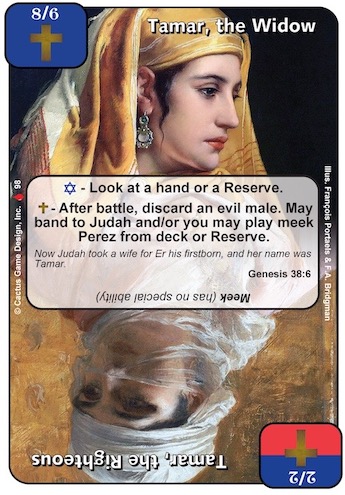 8/6
Tamar, the Widow
✡ - Look at a hand or a Reserve.
✝ - After battle, discard an evil male. May
band to Judah and/or you may play meek
Perez from deck or Reserve.
Now Judah took a wife for Er his firstborn, and her name was
Tamar.
Genesis 38:6
Meek (has no special ability)
© Cactus Game Design, Inc. 98
Illus. François Portaels & F.A. Bridgman
Tamar, the Righteous
2/2